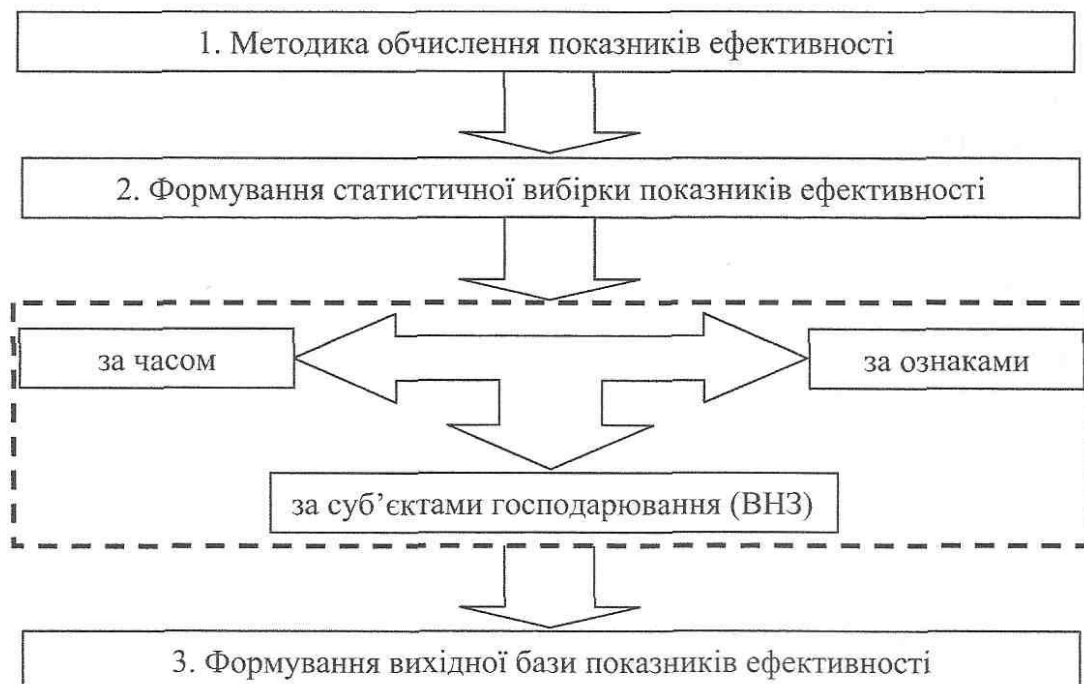 1. Методика обчислення показників ефективності
2. Формування статистичної вибірки показників ефективності
за часом
за ознаками
за суб’єктами господарювання (ВНЗ)
3. Формування вихідної бази показників ефективності